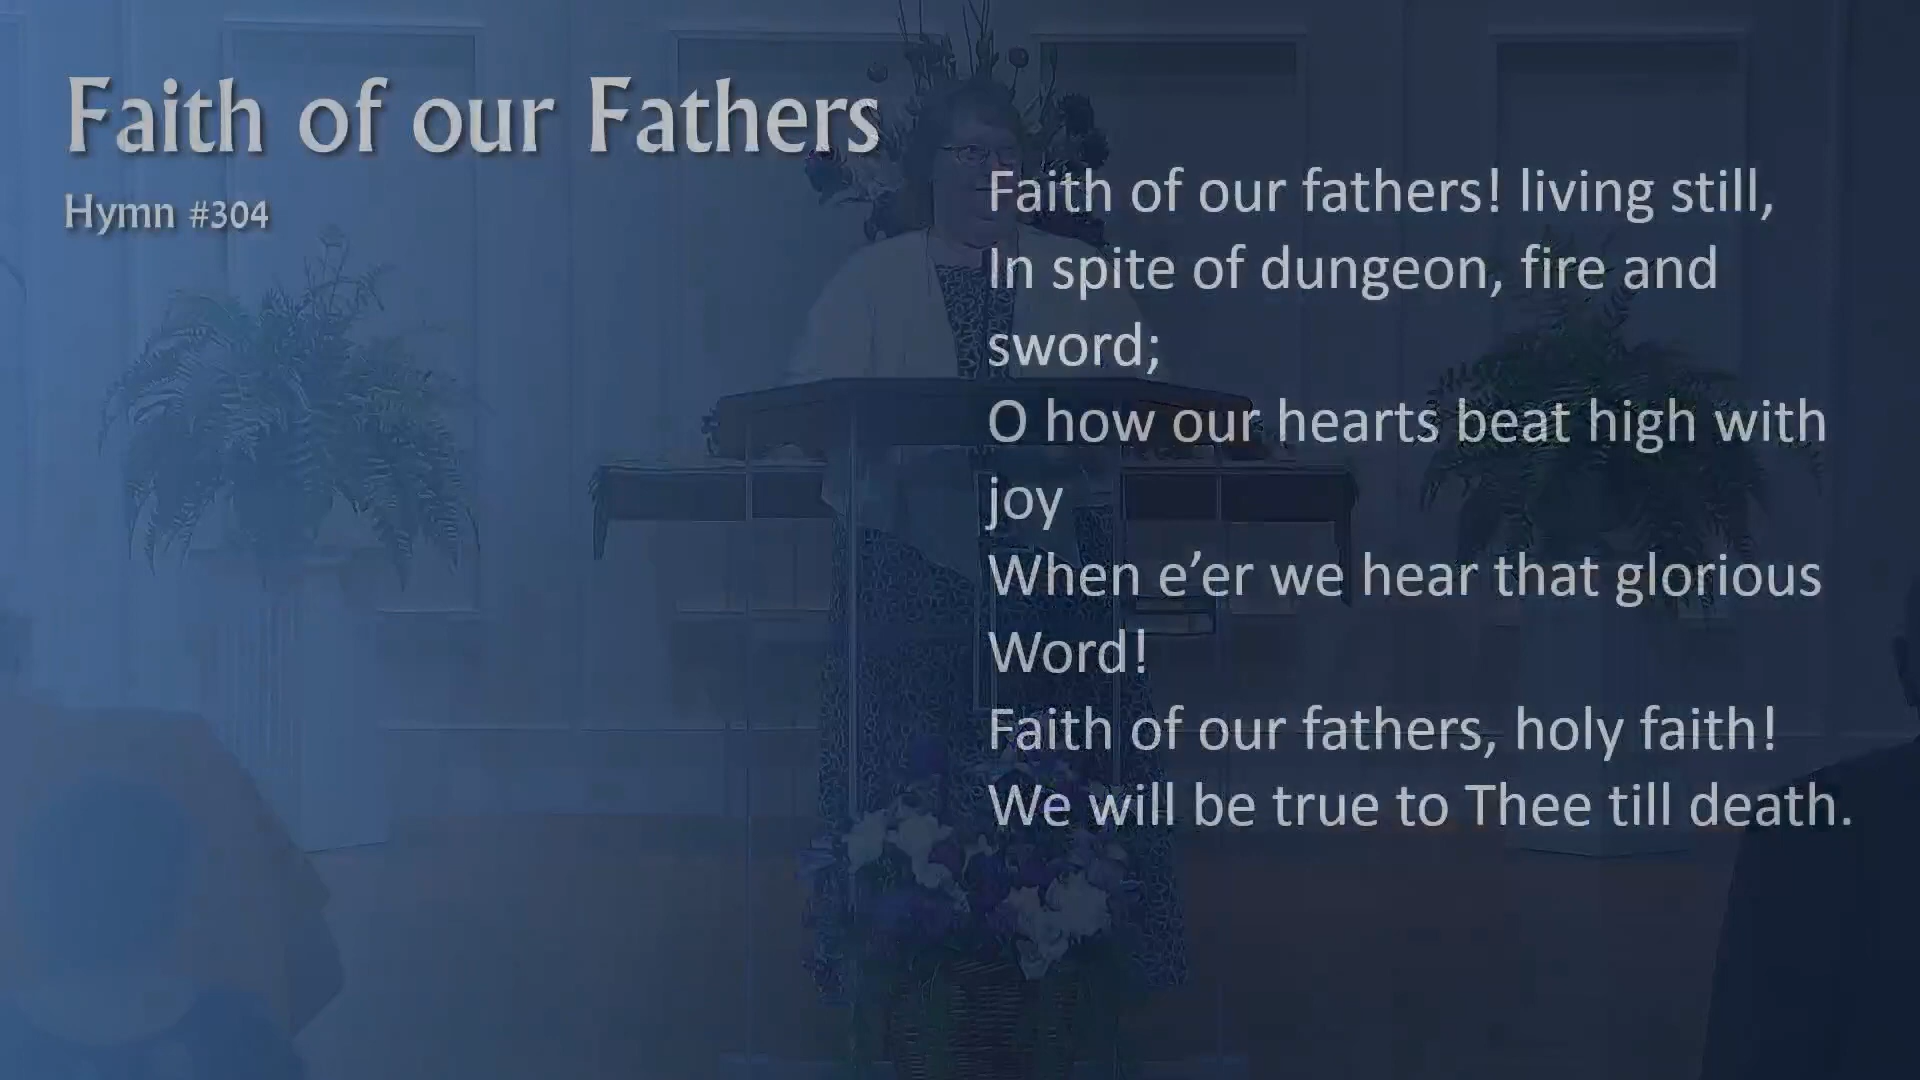 Faith of our Fathers
Hymn #304
Faith of our fathers! living still,
In spite of dungeon, fire and
sword;
O how our hearts beat high with
joy
When e’er we hear that glorious
Word!
Faith of our fathers, holy faith!
We will be true to Thee till death.